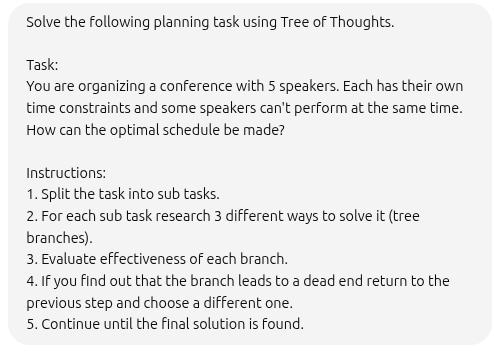 Solve the following planning task using Tree of Thoughts.
Task:
You are organizing a conference with 5 speakers. Each has their own
time constraints and some speakers can't perform at the same time.
How can the optimal schedule be made?
Instructions:
1. Split the task into sub tasks.
2. For each sub task research 3 different ways to solve it (tree
branches).
3. Evaluate effectiveness of each branch.
4. If you find out that the branch leads to a dead end return to the
previous step and choose a different one.
5. Continue until the final solution is found.